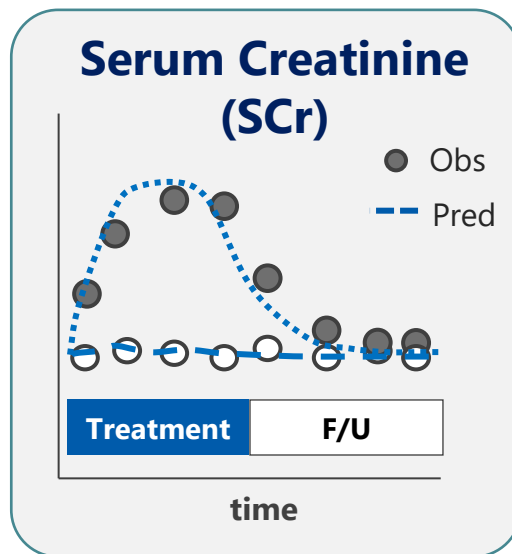 Serum Creatinine
(SCr)
Obs
Pred
Treatment
F/U
time